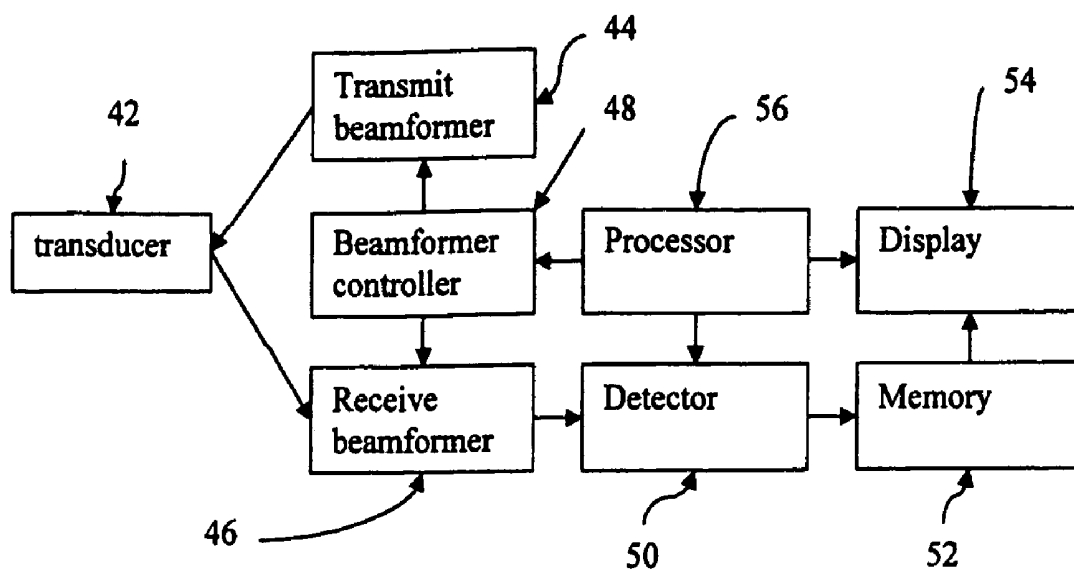 44
Transmit
beamformer
42
48
56
54
transducer
Beamformer
controller
Processor
Display
Receive
beamformer
Detector
Memory
46
50
52